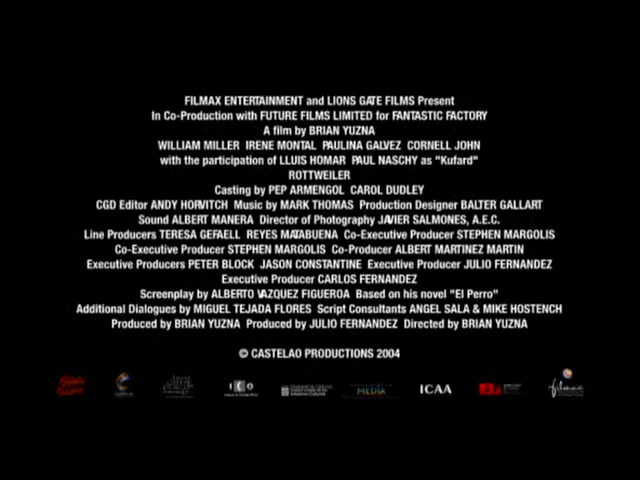 FILMAX ENTERTAINMENT and LIONS GATE FILMS Present
In Co-Production with FUTURE FILMS LIMITED for FANTASTIC FACTORY
A film by BRIAN YUZNA
WILLIAM MILLER IRENE MONTAL PAULINA GALVEZ CORNELL JOHN
with the participation of LLUIS HOMAR PAUL NASCHY as "Kufard"
ROTTWEILER
Casting by PEP ARMENGOL CAROL DUDLEY
CGD Editor ANDY HORVITCH Music by MARK THOMAS Production Designer BALTER GALLART
Sound ALBERT MANERA Director of Photography JAVIER SALMONES, A.E.C.
Line Producers TERESA GEFAELL REYES MATABUENA Co-Executive Producer STEPHEN MARGOLIS
Co-Executive Producer STEPHEN MARGOLIS Co-Producer ALBERT MARTINEZ MARTIN
Executive Producers PETER BLOCK JASON CONSTANTINE Executive Producer JULIO FERNANDEZ
Executive Producer CARLOS FERNANDEZ
Screenplay by ALBERTO VAZQUEZ FIGUEROA Based on his novel "El Perro"
Additional Dialogues by MIGUEL TEJADA FLORES Script Consultants ANGEL SALA & MIKE HOSTENCH
Produced by BRIAN YUZNA Produced by JULIO FERNANDEZ Directed by BRIAN YUZNA
© CASTELAO PRODUCTIONS 2004
ICO MEDIA ICAA filmax